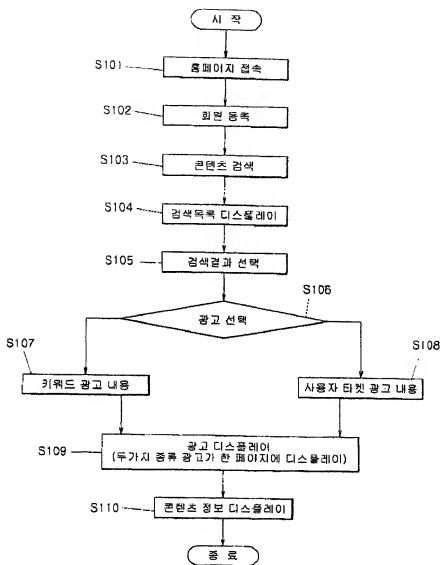 시 작
S101
홈페이지 접속
S102
회원 등록
S103
콘텐츠 검색
S104
검색목록 디스플레이
S105
검색결과 선택
S106
광고 선택
S107
키워드 광고 내용
S108
사용자 타켓 광고 내용
S109
광고 디스플레이
(두가지 종류 광고가 한 페이지에 디스플레이)
S110
콘텐츠 정보 디스플레이
종 료